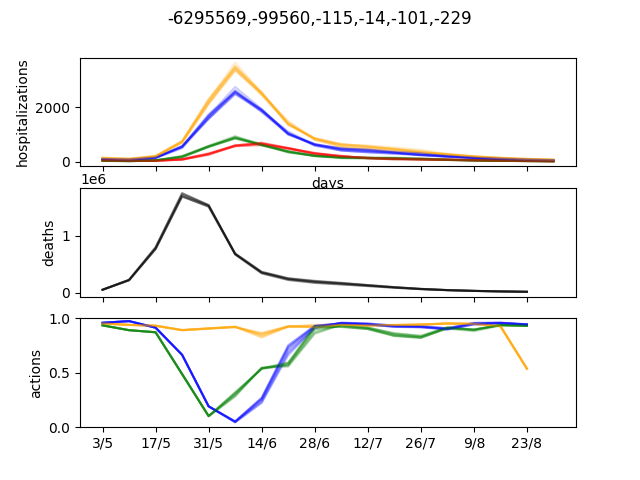 -6295569,-99560,-115,-14,-101,-229
hospitalizations
2000
0
days
1e6
deaths
1
0
actions
1.0
0.5
0.0
3/5 17/5 31/5 14/6 28/6 12/7 26/7 9/8 23/8